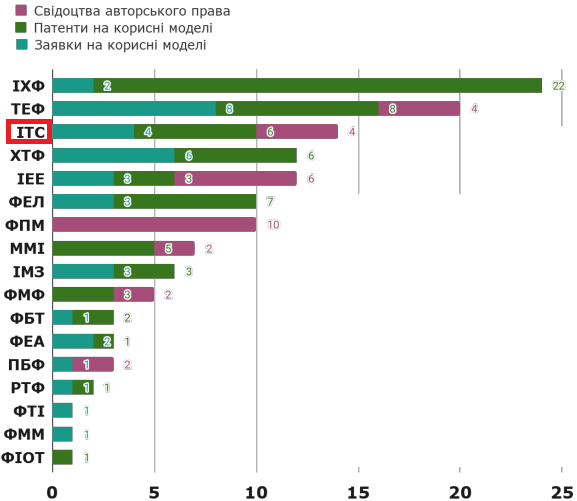 Свідоцтва авторського права
Патенти на корисні моделі
Заявки на корисні моделі
ІХФ 2 22
ТЕФ 8 8 4
ІТС 4 6 4
ХТФ 6 6
ІЕЕ 3 3 6
ФЕЛ 3 7
ФПМ 10
ММІ 5 2
ІМЗ 3 3
ФМФ 3 2
ФБТ 1 2
ФЕА 2 1
ПБФ 1 2
РТФ 1 1
ФТІ 1
ФММ 1
ФІОТ 1
0 5 10 15 20 25